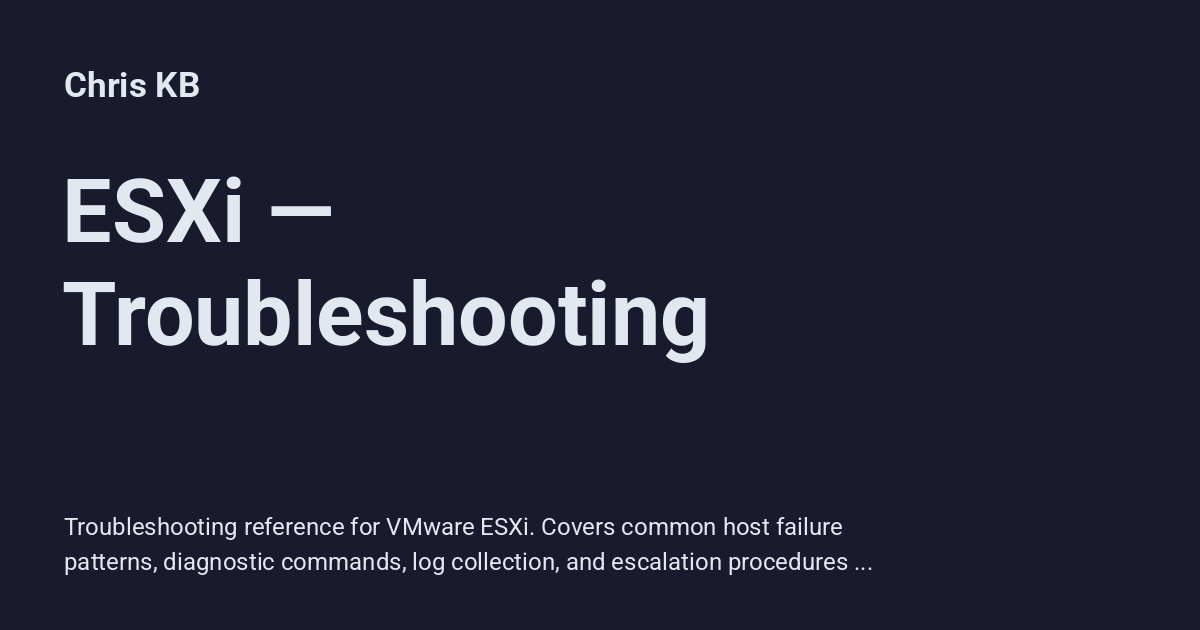 Chris KB
ESXi —
Troubleshooting
Troubleshooting reference for VMware ESXi. Covers common host failure
patterns, diagnostic commands, log collection, and escalation procedures ...